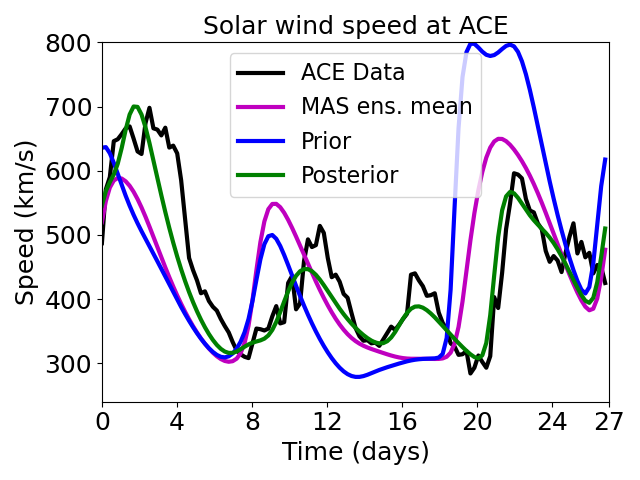 Solar wind speed at ACE
Speed (km/s)
800
700
600
500
400
300
ACE Data
MAS ens. mean
Prior
Posterior
0 4 8 12 16 20 24 27
Time (days)